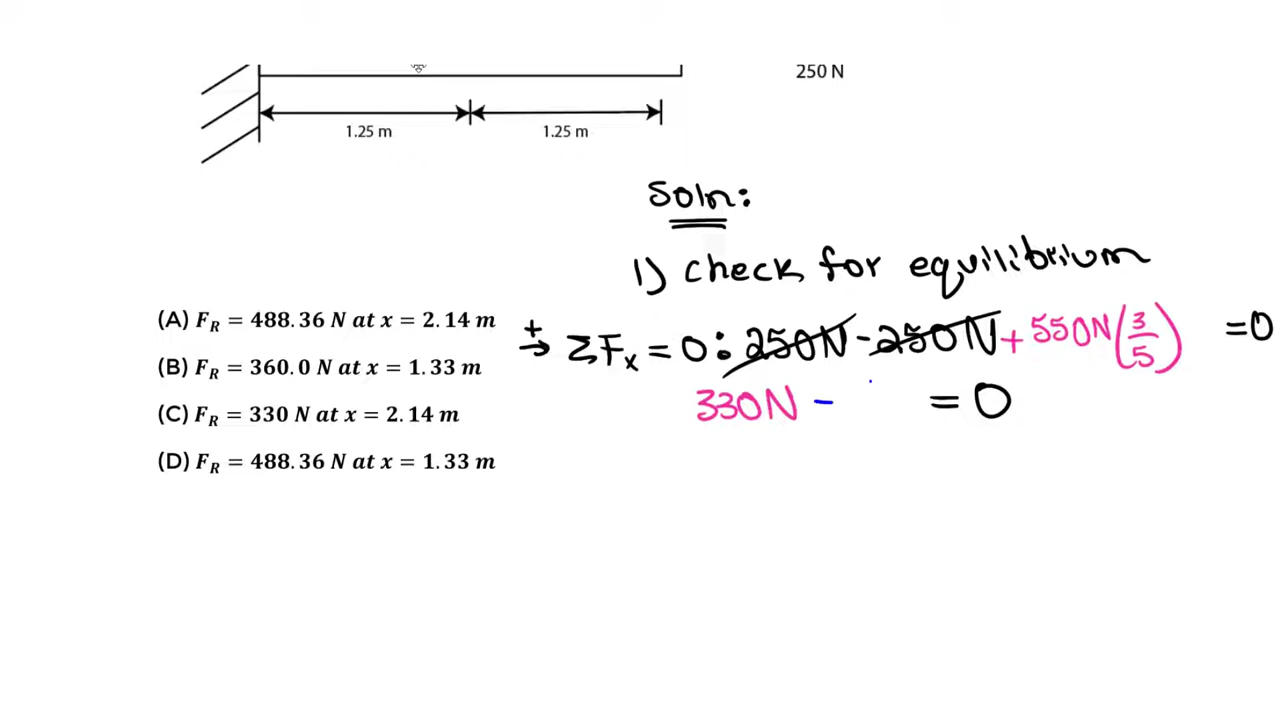 250 N
1.25 m 1.25 m
Soln:
1) check for equilibrium
(A) F_R = 488.36 N at x = 2.14 m
(B) F_R = 360.0 N at x = 1.33 m
(C) F_R = 330 N at x = 2.14 m
(D) F_R = 488.36 N at x = 1.33 m
+→ ΣFx = 0: 250N - 250N + 550N(3/5) = 0
330N - = 0